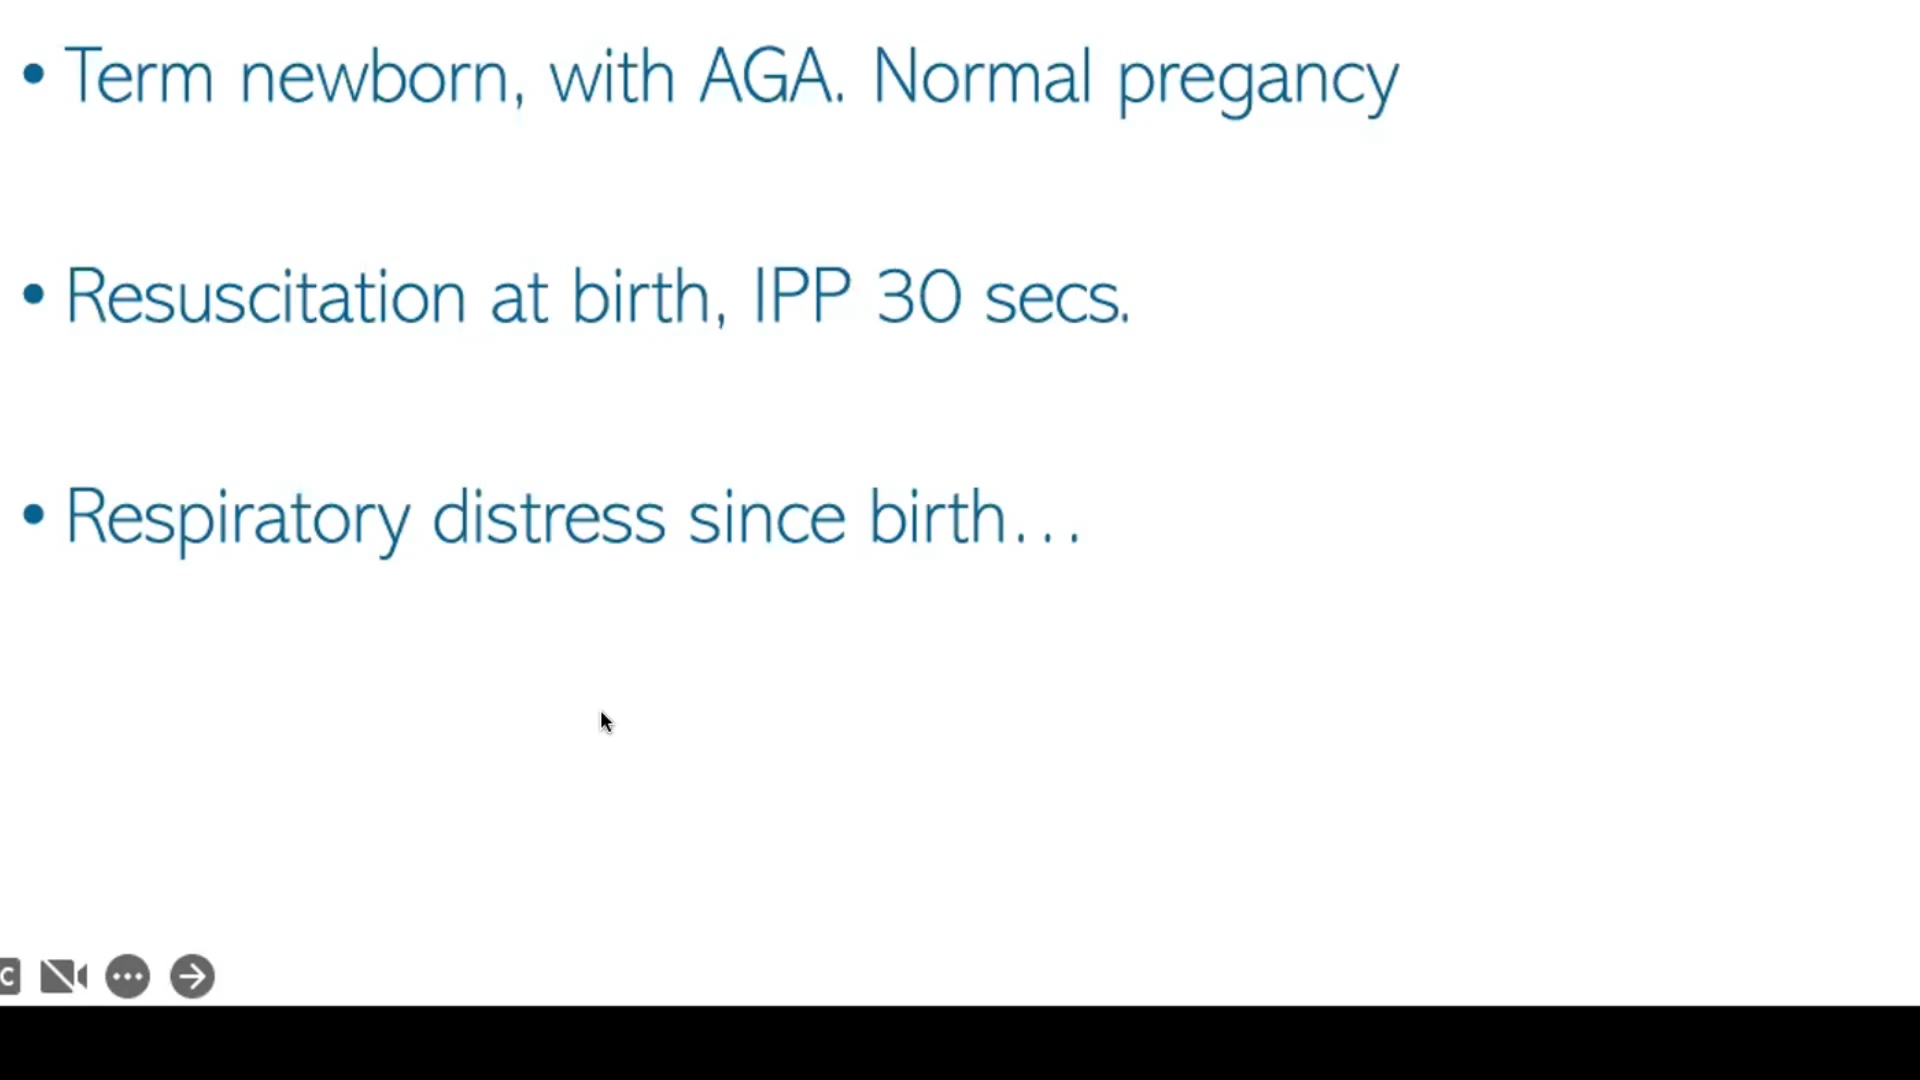 • Term newborn, with AGA. Normal pregancy
• Resuscitation at birth, IPP 30 secs.
• Respiratory distress since birth...
C